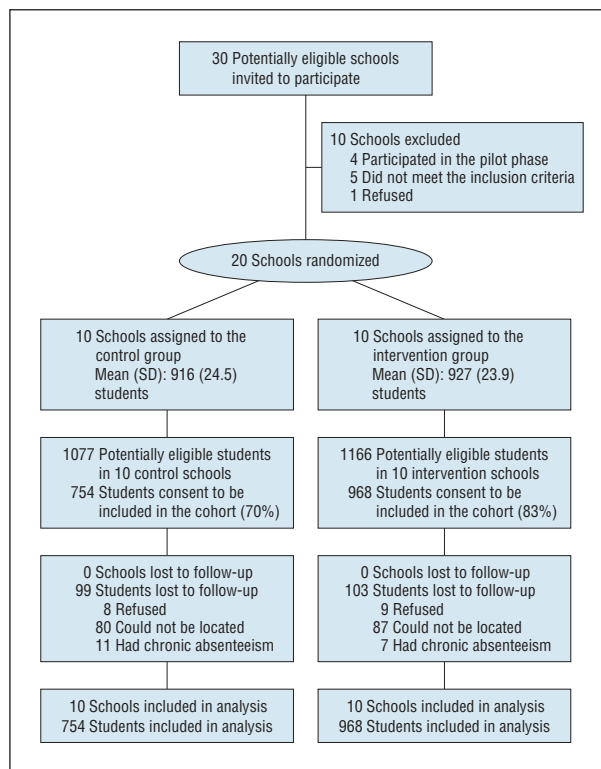 30 Potentially eligible schools
invited to participate
10 Schools excluded
4 Participated in the pilot phase
5 Did not meet the inclusion criteria
1 Refused
20 Schools randomized
10 Schools assigned to the
control group
Mean (SD): 916 (24.5)
students
10 Schools assigned to the
intervention group
Mean (SD): 927 (23.9)
students
1077 Potentially eligible students
in 10 control schools
754 Students consent to be
included in the cohort (70%)
1166 Potentially eligible students
in 10 intervention schools
968 Students consent to be
included in the cohort (83%)
0 Schools lost to follow-up
99 Students lost to follow-up
8 Refused
80 Could not be located
11 Had chronic absenteeism
0 Schools lost to follow-up
103 Students lost to follow-up
9 Refused
87 Could not be located
7 Had chronic absenteeism
10 Schools included in analysis
754 Students included in analysis
10 Schools included in analysis
968 Students included in analysis